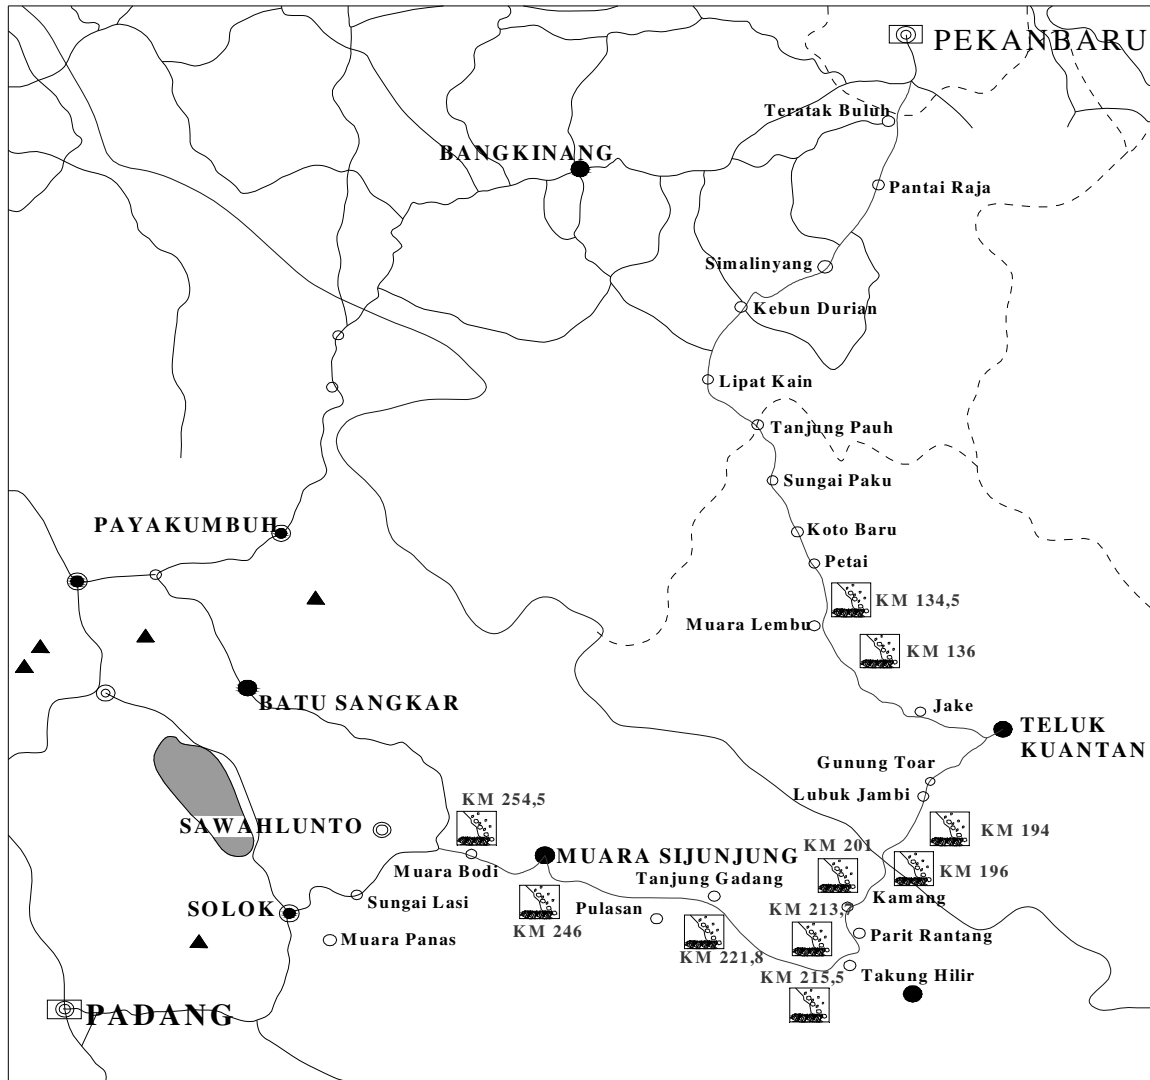 PEKANBARU
Teratak Buluh
BANGKINANG
Pantai Raja
Simalinyang
Kebun Durian
Lipat Kain
Tanjung Pauh
Sungai Paku
PAYAKUMBUH
Koto Baru
Petai
KM 134,5
Muara Lembu
KM 136
BATU SANGKAR
Jake
TELUK
KUANTAN
Gunung Toar
Lubuk Jambi
KM 254,5
SAWAHLUNTO
KM 194
KM 201
MUARA SIJUNJUNG
Muara Bodi
Tanjung Gadang
KM 196
Sungai Lasi
Kamang
SOLOK
Pulasan
KM 213,
KM 246
Muara Panas
Parit Rantang
KM 221,8
KM 215,5
Takung Hilir
PADANG